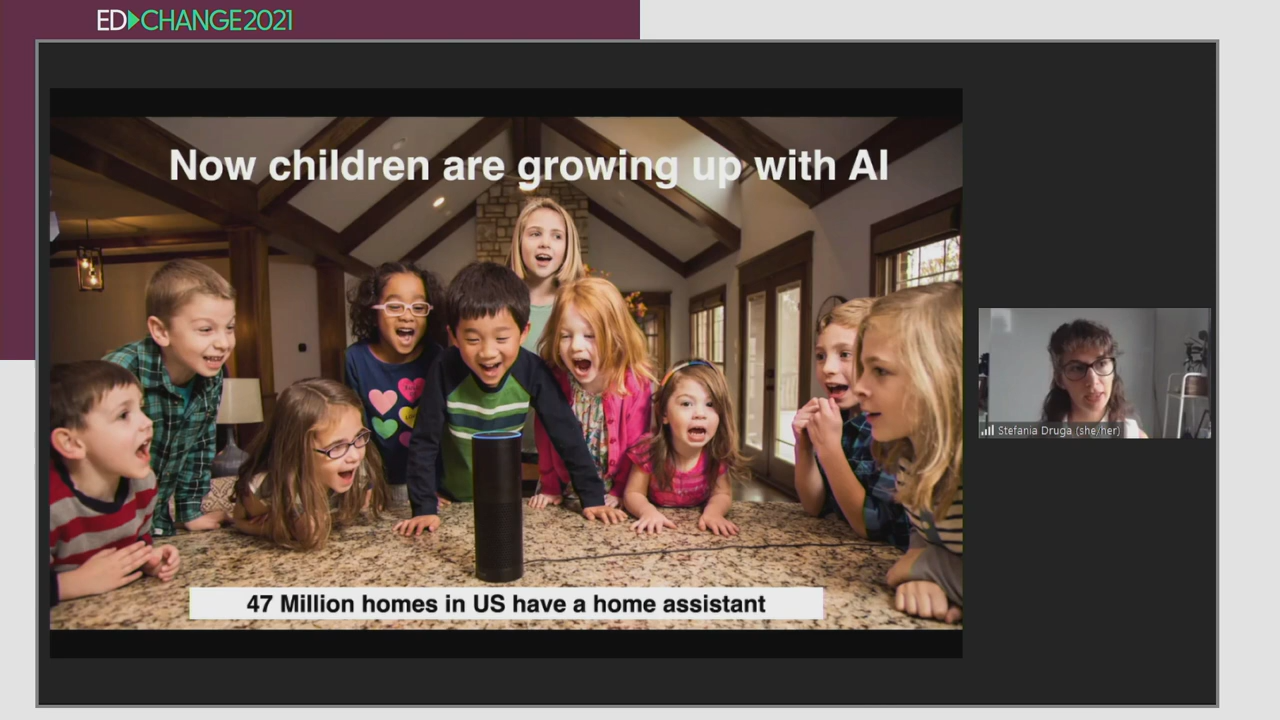 ED CHANGE2021
Now children are growing up with AI
47 Million homes in US have a home assistant
Stefania Druga (she/her)